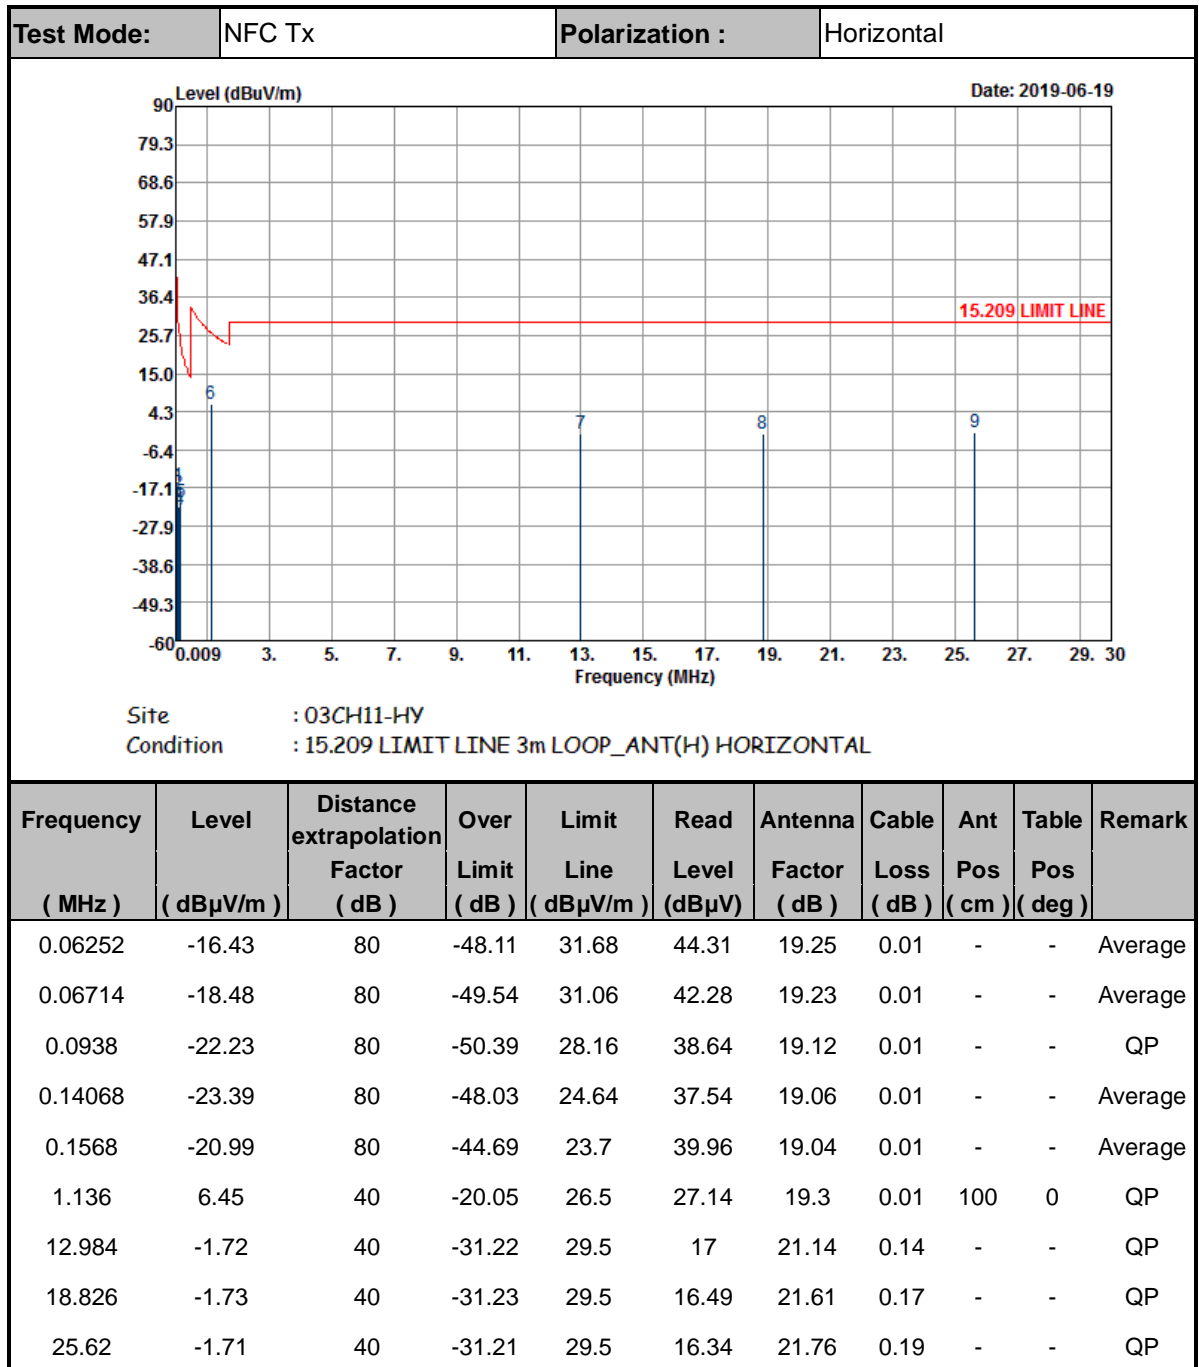 Test Mode: NFC Tx Polarization : Horizontal
Level (dBuV/m) Date: 2019-06-19
90
79.3
68.6
57.9
47.1
36.4
15.209 LIMIT LINE
25.7
15.0
6
4.3
7 8 9
-6.4
1
-17.1
-27.9
-38.6
-49.3
-60
0.009 3. 5. 7. 9. 11. 13. 15. 17. 19. 21. 23. 25. 27. 29. 30
Frequency (MHz)
Site : 03CH11-HY
Condition : 15.209 LIMIT LINE 3m LOOP_ANT(H) HORIZONTAL
Frequency Level Distance extrapolation Over Limit Read Antenna Cable Ant Table Remark
Factor Limit Line Level Factor Loss Pos Pos
( MHz ) ( dBµV/m ) ( dB ) ( dB ) ( dBµV/m ) (dBµV) ( dB ) ( dB ) ( cm ) ( deg )
0.06252 -16.43 80 -48.11 31.68 44.31 19.25 0.01 - - Average
0.06714 -18.48 80 -49.54 31.06 42.28 19.23 0.01 - - Average
0.0938 -22.23 80 -50.39 28.16 38.64 19.12 0.01 - - QP
0.14068 -23.39 80 -48.03 24.64 37.54 19.06 0.01 - - Average
0.1568 -20.99 80 -44.69 23.7 39.96 19.04 0.01 - - Average
1.136 6.45 40 -20.05 26.5 27.14 19.3 0.01 100 0 QP
12.984 -1.72 40 -31.22 29.5 17 21.14 0.14 - - QP
18.826 -1.73 40 -31.23 29.5 16.49 21.61 0.17 - - QP
25.62 -1.71 40 -31.21 29.5 16.34 21.76 0.19 - - QP